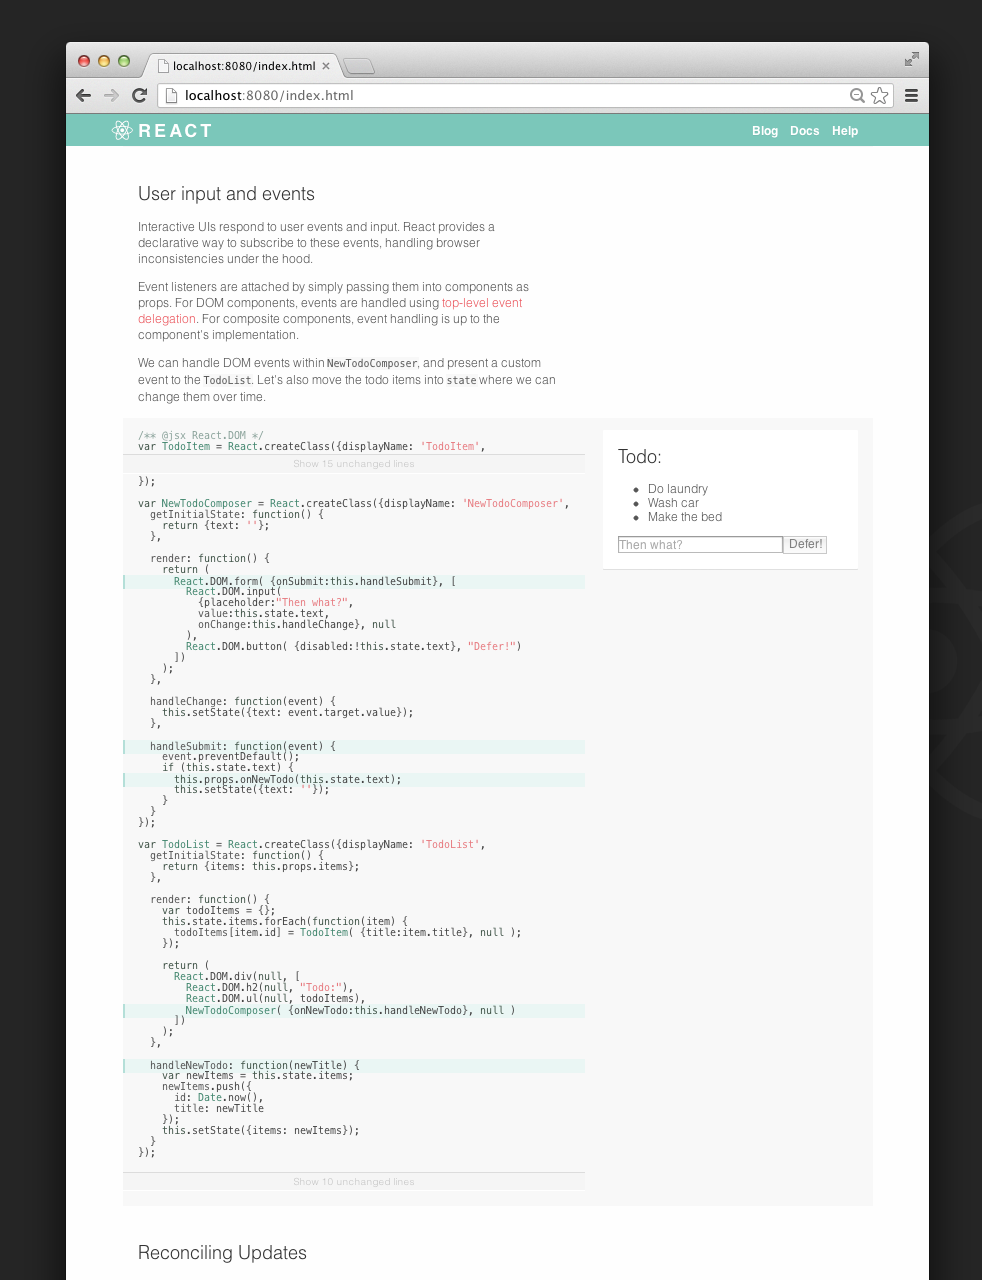 localhost:8080/index.html
localhost:8080/index.html
REACT
Blog Docs Help
User input and events
Interactive UIs respond to user events and input. React provides a
declarative way to subscribe to these events, handling browser
inconsistencies under the hood.
Event listeners are attached by simply passing them into components as
props. For DOM components, events are handled using top-level event
delegation. For composite components, event handling is up to the
component's implementation.
We can handle DOM events within NewTodoComposer, and present a custom
event to the TodoList. Let's also move the todo items into state where we can
change them over time.
/** @jsx React.DOM */
var TodoItem = React.createClass({displayName: 'TodoItem',
Show 15 unchanged lines
});
var NewTodoComposer = React.createClass({displayName: 'NewTodoComposer',
  getInitialState: function() {
    return {text: ''};
  },
  render: function() {
    return (
      React.DOM.form( {onSubmit:this.handleSubmit}, [
        React.DOM.input(
          {placeholder:"Then what?",
          value:this.state.text,
          onChange:this.handleChange}, null
        ),
        React.DOM.button( {disabled:!this.state.text}, "Defer!")
      ])
    );
  },
  handleChange: function(event) {
    this.setState({text: event.target.value});
  },
  handleSubmit: function(event) {
    event.preventDefault();
    if (this.state.text) {
      this.props.onNewTodo(this.state.text);
      this.setState({text: ''});
    }
  }
});
var TodoList = React.createClass({displayName: 'TodoList',
  getInitialState: function() {
    return {items: this.props.items};
  },
  render: function() {
    var todoItems = {};
    this.state.items.forEach(function(item) {
      todoItems[item.id] = TodoItem( {title:item.title}, null );
    });
    return (
      React.DOM.div(null, [
        React.DOM.h2(null, "Todo:"),
        React.DOM.ul(null, todoItems),
        NewTodoComposer( {onNewTodo:this.handleNewTodo}, null )
      ])
    );
  },
  handleNewTodo: function(newTitle) {
    var newItems = this.state.items;
    newItems.push({
      id: Date.now(),
      title: newTitle
    });
    this.setState({items: newItems});
  }
});
Show 10 unchanged lines
Todo:
• Do laundry
• Wash car
• Make the bed
Then what? Defer!
Reconciling Updates